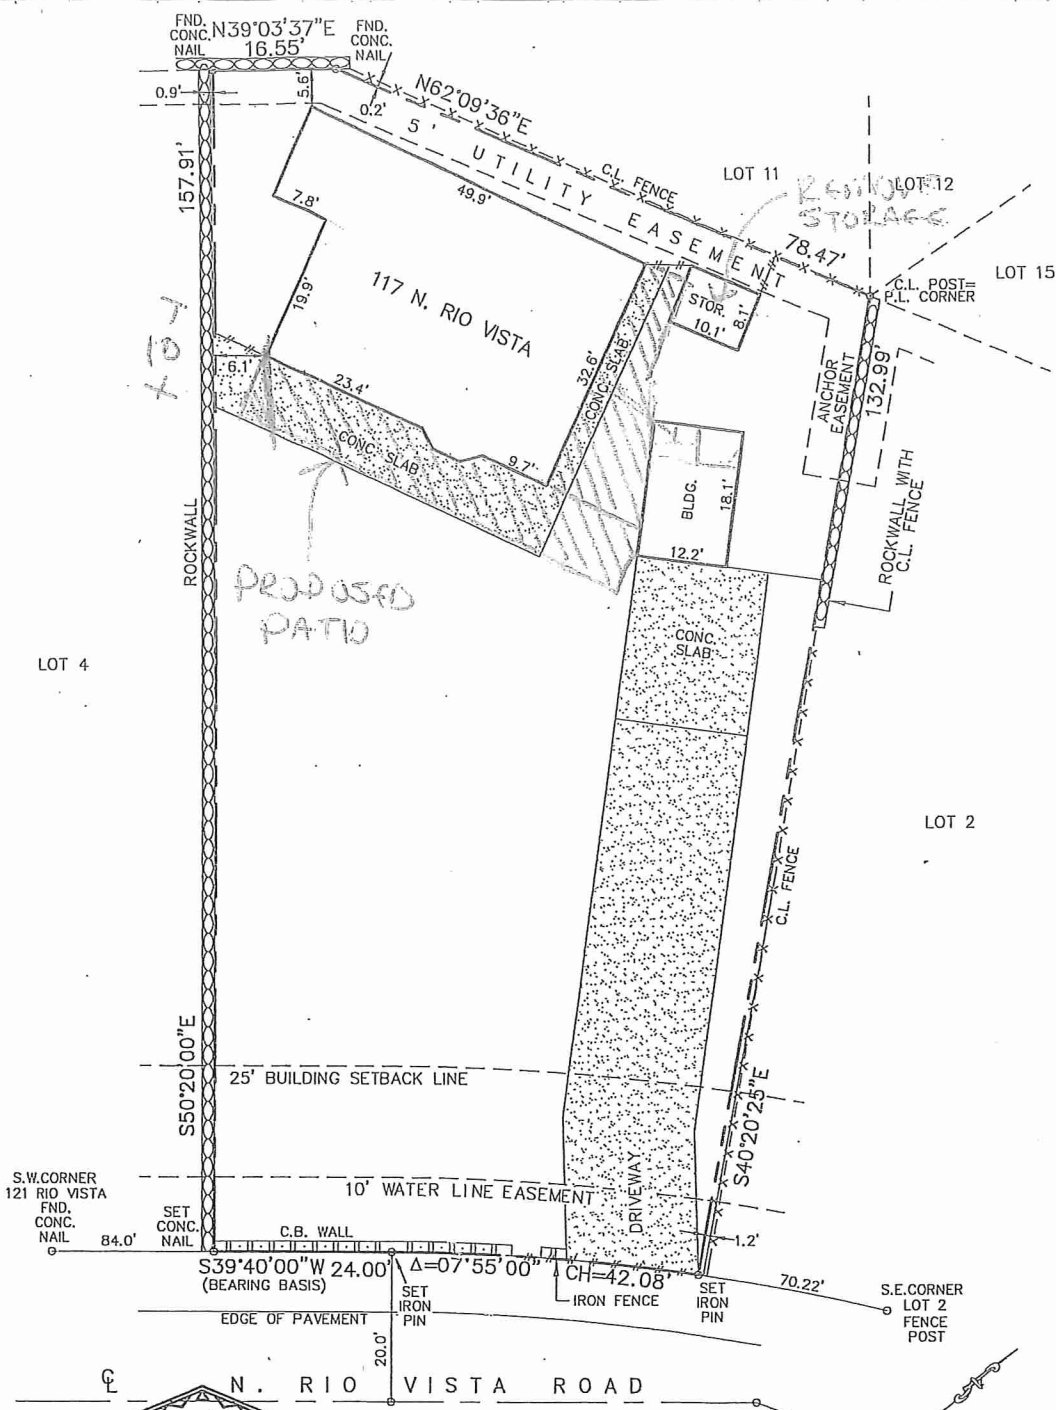 FND.
CONC.
NAIL
N39°03'37"E
16.55'
FND.
CONC.
NAIL
0.9'
5.6'
0.2'
N62°09'36"E
5' UTILITY EASEMENT
C.L. FENCE
LOT 11
LOT 12
REMOVE
STORAGE
78.47'
C.L. POST=
P.L. CORNER
LOT 15
157.91'
7.8'
49.9'
19.9'
117 N. RIO VISTA
STOR.
10.1'
8.1'
32.6'
CONC. SLAB
ANCHOR
EASEMENT
132.99'
6.1'
23.4'
CONC. SLAB
9.7'
BLDG.
18.1'
12.2'
ROCKWALL WITH
C.L. FENCE
ROCKWALL
PROPOSED
PATIO
CONC.
SLAB
LOT 4
LOT 2
C.L. FENCE
S50°20'00"E
25' BUILDING SETBACK LINE
S40°20'25"E
10' WATER LINE EASEMENT
DRIVEWAY
1.2'
S.W.CORNER
121 RIO VISTA
FND.
CONC.
NAIL
SET
CONC.
NAIL
84.0'
C.B. WALL
S39°40'00"W 24.00'
(BEARING BASIS)
Δ=07°55'00"
CH=42.08'
SET
IRON
PIN
IRON FENCE
SET
IRON
PIN
70.22'
S.E.CORNER
LOT 2
FENCE
POST
EDGE OF PAVEMENT
20.0'
℄ N. RIO VISTA ROAD